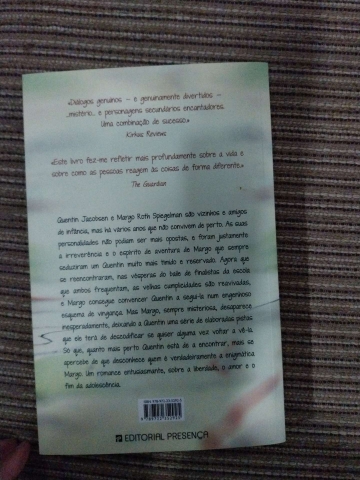 «Diálogos genuínos – e genuinamente divertidos –
mistério... e personagens secundários encantadores.
Uma combinação de sucesso.»
Kirkus Reviews
«Este livro fez-me refletir mais profundamente sobre a vida e
sobre como as pessoas reagem às coisas de forma diferente.»
The Guardian
Quentin Jacobsen e Margo Roth Spiegelman são vizinhos e amigos
de infância, mas há vários anos que não convivem de perto. As suas
personalidades não podiam ser mais opostas, e foram justamente
a irreverência e o espírito de aventura de Margo que sempre
seduziram um Quentin muito mais tímido e reservado. Agora que
se reencontraram, nas vésperas do baile de finalistas da escola
que ambos frequentam, as velhas cumplicidades são reavivadas,
e Margo consegue convencer Quentin a segui-la num engenhoso
esquema de vingança. Mas Margo, sempre misteriosa, desaparece
inesperadamente, deixando a Quentin uma série de elaboradas pistas
que ele terá de descodificar se quiser alguma vez voltar a vê-la.
Só que, quanto mais perto Quentin está de a encontrar, mais se
apercebe de que desconhece quem é verdadeiramente a enigmática
Margo. Um romance entusiasmante, sobre a liberdade, o amor e o
fim da adolescência.
EDITORIAL PRESENÇA